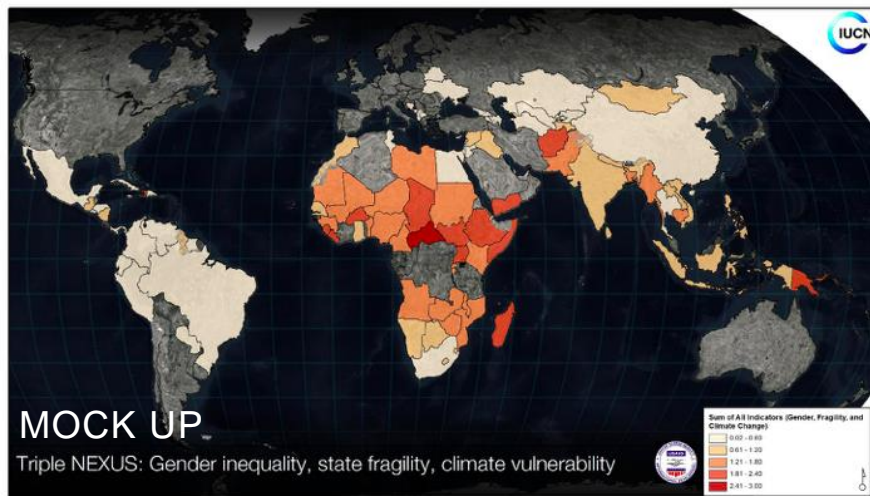 IUCN
MOCK UP
Triple NEXUS: Gender inequality, state fragility, climate vulnerability
USAID
Sum of All Indicators (Gender, Fragility, and
Climate Change)
0.02 - 0.60
0.61 - 1.20
1.21 - 1.80
1.81 - 2.40
2.41 - 3.00